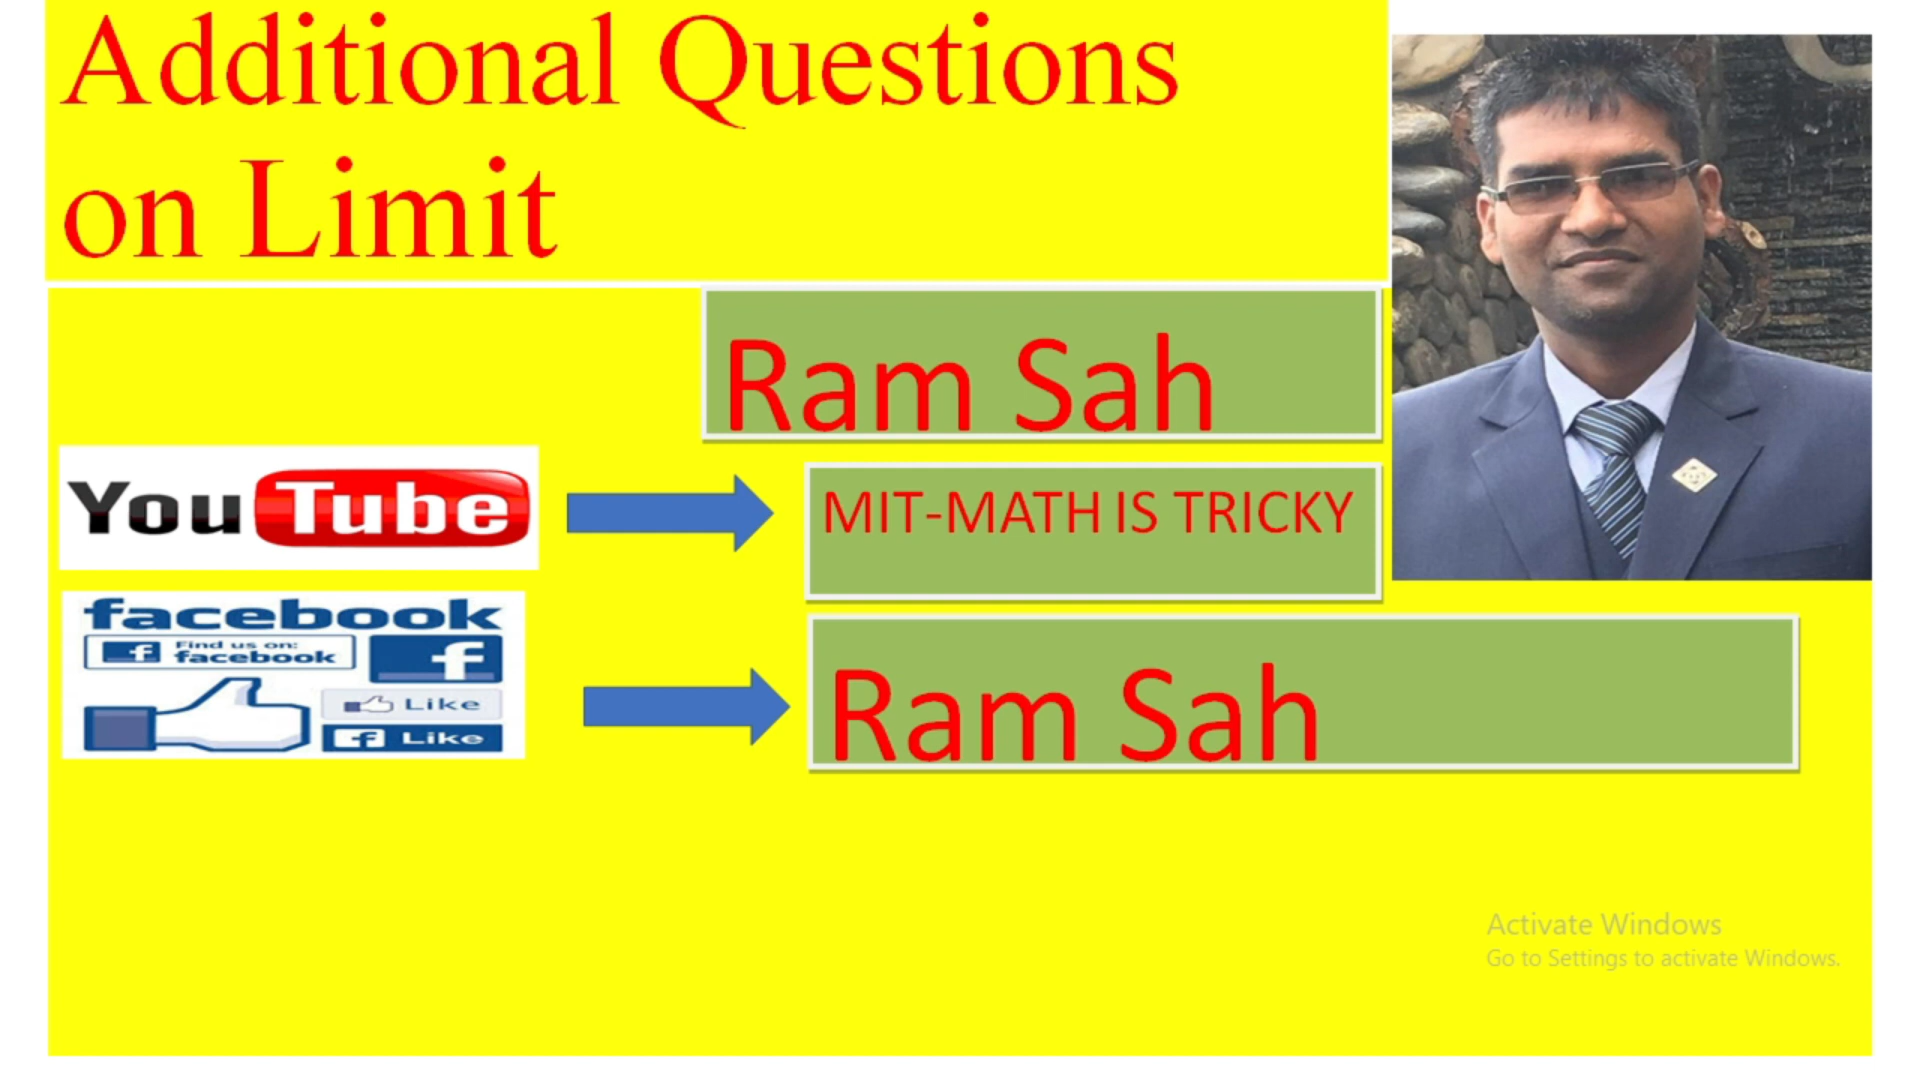 Additional Questions
on Limit
Ram Sah
YouTube
MIT-MATH IS TRICKY
facebook
f Find us on:
facebook
f
Like
f Like
Ram Sah
Activate Windows
Go to Settings to activate Windows.